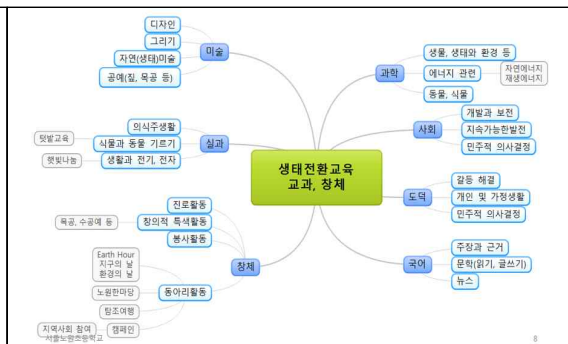 생태전환교육
교과, 창체
미술
디자인
그리기
자연(생태)미술
공예(짚, 목공 등)
실과
의식주생활
식물과 동물 기르기
텃밭교육
생활과 전기, 전자
햇빛나눔
창체
진로활동
창의적 특색활동
목공, 수공예 등
봉사활동
동아리활동
Earth Hour
지구의 날
환경의 날
노원한마당
탐조여행
캠페인
지역사회 참여
과학
생물, 생태와 환경 등
에너지 관련
자연에너지
재생에너지
동물, 식물
사회
개발과 보전
지속가능한발전
민주적 의사결정
도덕
갈등 해결
개인 및 가정생활
민주적 의사결정
국어
주장과 근거
문학(읽기, 글쓰기)
뉴스
서울노원초등학교
8